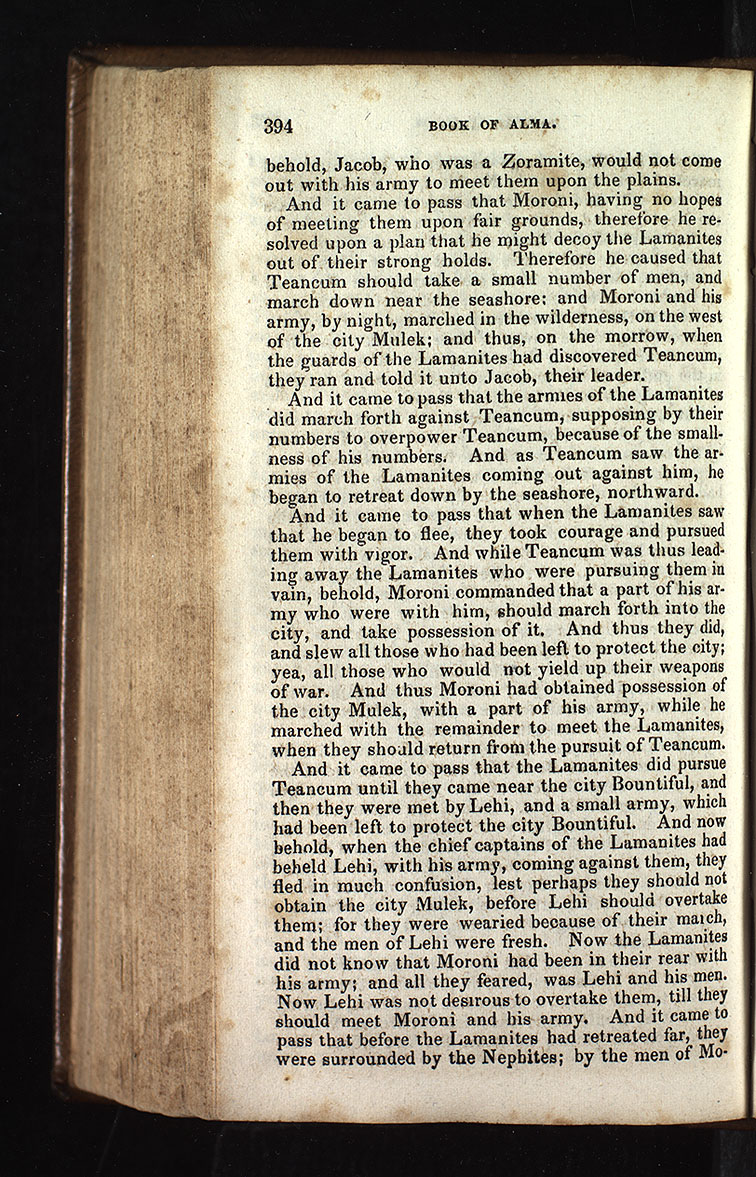 394 BOOK OF ALMA.
behold, Jacob, who was a Zoramite, would not come
out with his army to meet them upon the plains.
And it came to pass that Moroni, having no hopes
of meeting them upon fair grounds, therefore he re-
solved upon a plan that he might decoy the Lamanites
out of their strong holds. Therefore he caused that
Teancum should take a small number of men, and
march down near the seashore: and Moroni and his
army, by night, marched in the wilderness, on the west
of the city Mulek; and thus, on the morrow, when
the guards of the Lamanites had discovered Teancum,
they ran and told it unto Jacob, their leader.
And it came to pass that the armies of the Lamanites
did march forth against Teancum, supposing by their
numbers to overpower Teancum, because of the small-
ness of his numbers. And as Teancum saw the ar-
mies of the Lamanites coming out against him, he
began to retreat down by the seashore, northward.
And it came to pass that when the Lamanites saw
that he began to flee, they took courage and pursued
them with vigor. And while Teancum was thus lead-
ing away the Lamanites who were pursuing them in
vain, behold, Moroni commanded that a part of his ar-
my who were with him, should march forth into the
city, and take possession of it. And thus they did,
and slew all those who had been left to protect the city;
yea, all those who would not yield up their weapons
of war. And thus Moroni had obtained possession of
the city Mulek, with a part of his army, while he
marched with the remainder to meet the Lamanites,
when they should return from the pursuit of Teancum.
And it came to pass that the Lamanites did pursue
Teancum until they came near the city Bountiful, and
then they were met by Lehi, and a small army, which
had been left to protect the city Bountiful. And now
behold, when the chief captains of the Lamanites had
beheld Lehi, with his army, coming against them, they
fled in much confusion, lest perhaps they should not
obtain the city Mulek, before Lehi should overtake
them; for they were wearied because of their march,
and the men of Lehi were fresh. Now the Lamanites
did not know that Moroni had been in their rear with
his army; and all they feared, was Lehi and his men.
Now Lehi was not desirous to overtake them, till they
should meet Moroni and his army. And it came to
pass that before the Lamanites had retreated far, they
were surrounded by the Nephites; by the men of Mo-